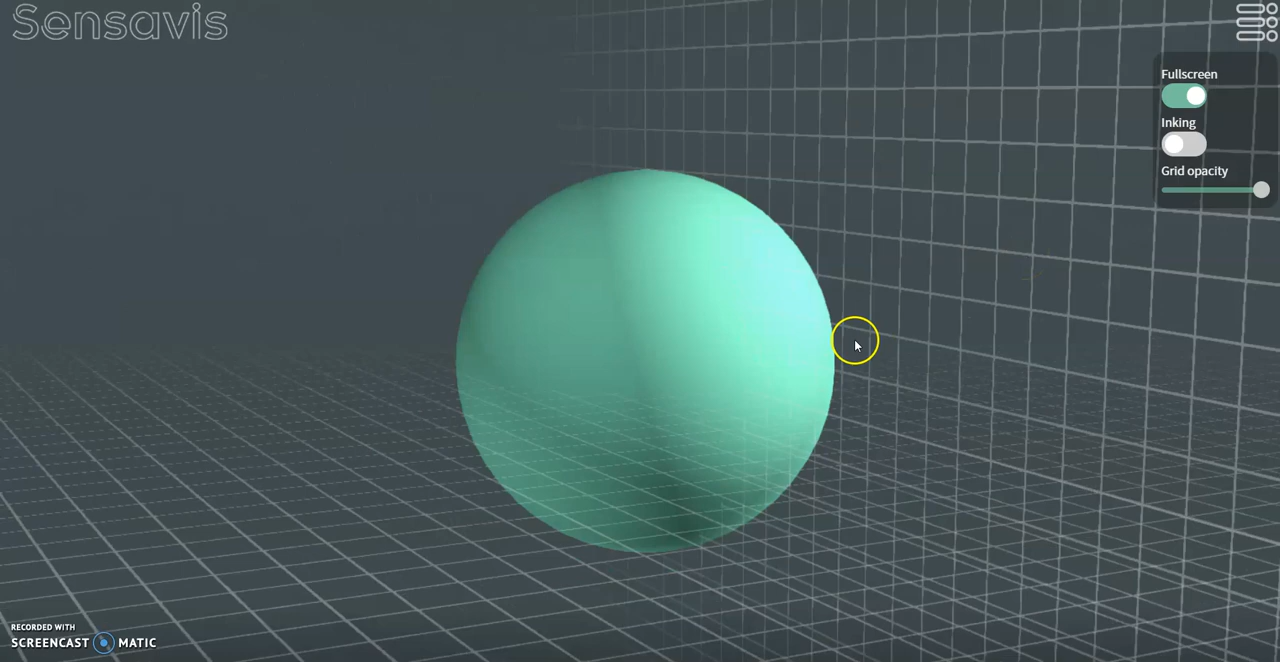 Sensavis
Fullscreen
Inking
Grid opacity
RECORDED WITH
SCREENCAST MATIC